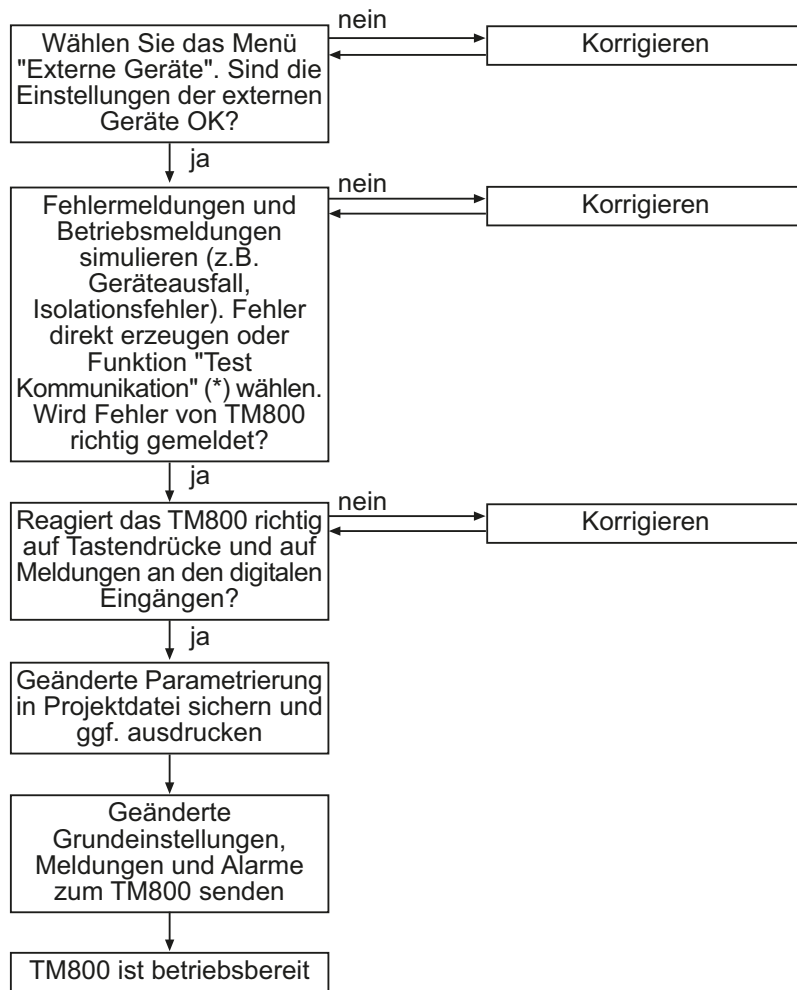 nein
Wählen Sie das Menü
"Externe Geräte". Sind die
Einstellungen der externen
Geräte OK?
Korrigieren
ja
nein
Fehlermeldungen und
Betriebsmeldungen
simulieren (z.B.
Geräteausfall,
Isolationsfehler). Fehler
direkt erzeugen oder
Funktion "Test
Kommunikation" (*) wählen.
Wird Fehler von TM800
richtig gemeldet?
Korrigieren
ja
nein
Reagiert das TM800 richtig
auf Tastendrücke und auf
Meldungen an den digitalen
Eingängen?
Korrigieren
ja
Geänderte Parametrierung
in Projektdatei sichern und
ggf. ausdrucken
Geänderte
Grundeinstellungen,
Meldungen und Alarme
zum TM800 senden
TM800 ist betriebsbereit